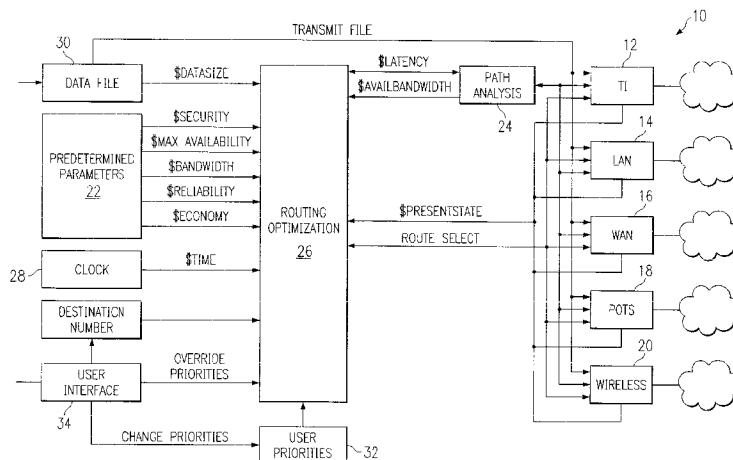 TRANSMIT FILE
10
30
DATA FILE
$DATASIZE
$LATENCY
$AVAILBANDWIDTH
PATH
ANALYSIS
24
12
TI
PREDETERMINED
PARAMETERS
22
$SECURITY
$MAX AVAILABILITY
$BANDWIDTH
$RELIABILITY
$ECONOMY
ROUTING
OPTIMIZATION
26
$PRESENTSTATE
ROUTE SELECT
14
LAN
16
WAN
28
CLOCK
$TIME
18
POTS
DESTINATION
NUMBER
20
WIRELESS
USER
INTERFACE
34
OVERRIDE
PRIORITIES
CHANGE PRIORITIES
USER
PRIORITIES
32